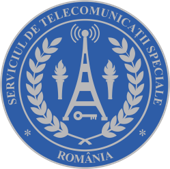 SERVICIUL DE TELECOMUNICAȚII SPECIALE
ROMÂNIA